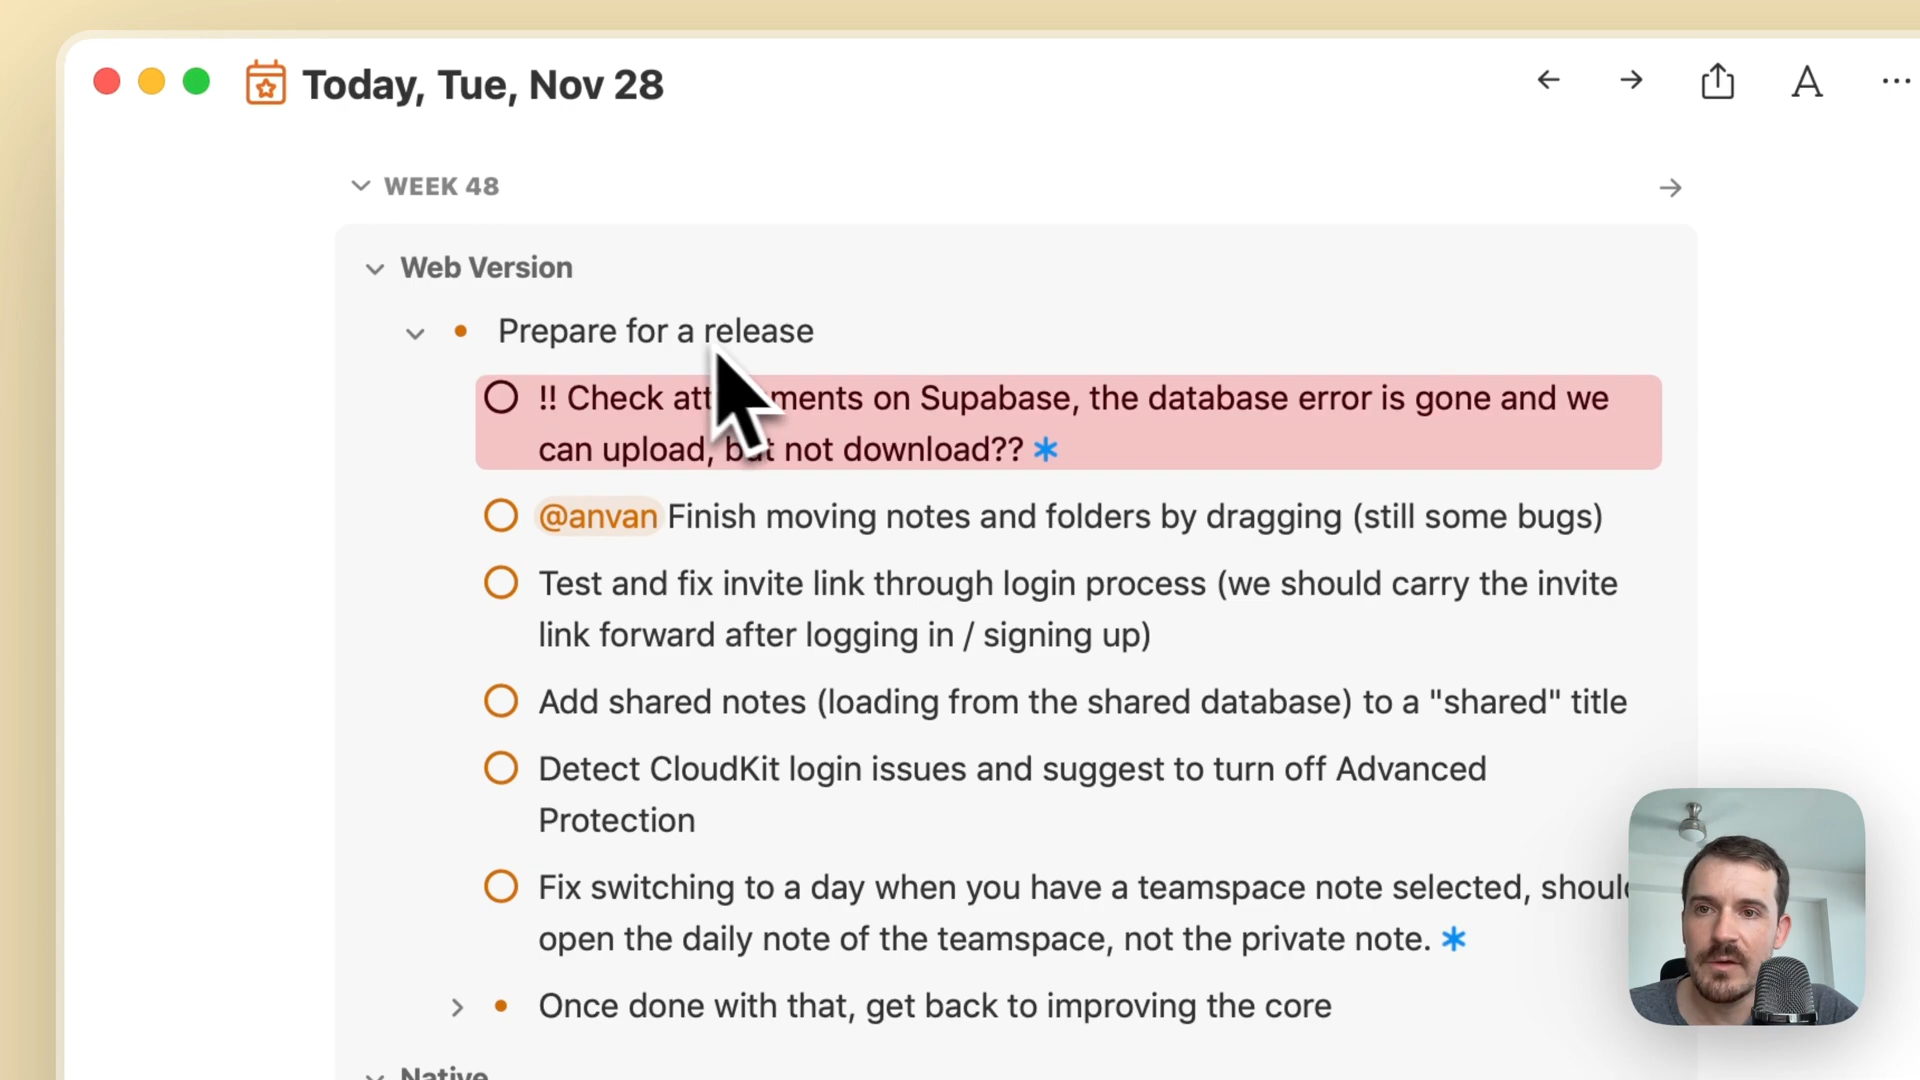 Today, Tue, Nov 28
WEEK 48
Web Version
Prepare for a release
!! Check att ments on Supabase, the database error is gone and we
can upload, but not download??
@anvan Finish moving notes and folders by dragging (still some bugs)
Test and fix invite link through login process (we should carry the invite
link forward after logging in / signing up)
Add shared notes (loading from the shared database) to a "shared" title
Detect CloudKit login issues and suggest to turn off Advanced
Protection
Fix switching to a day when you have a teamspace note selected, should
open the daily note of the teamspace, not the private note.
Once done with that, get back to improving the core
Native